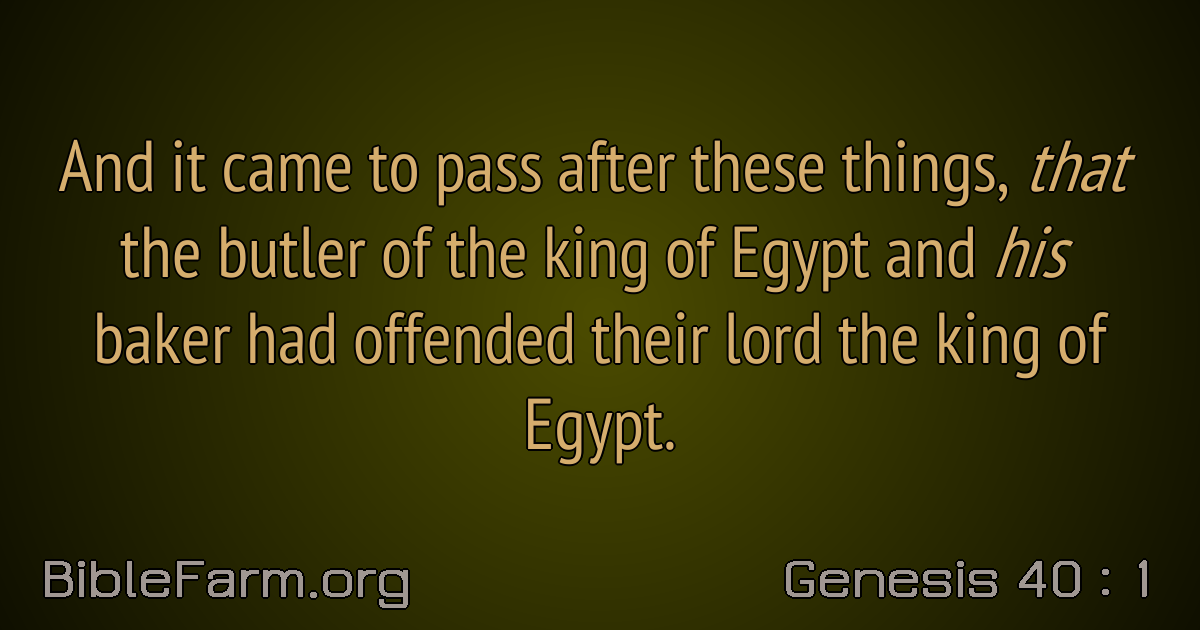 And it came to pass after these things, that
the butler of the king of Egypt and his
baker had offended their lord the king of
Egypt.
BibleFarm.org
Genesis 40 : 1